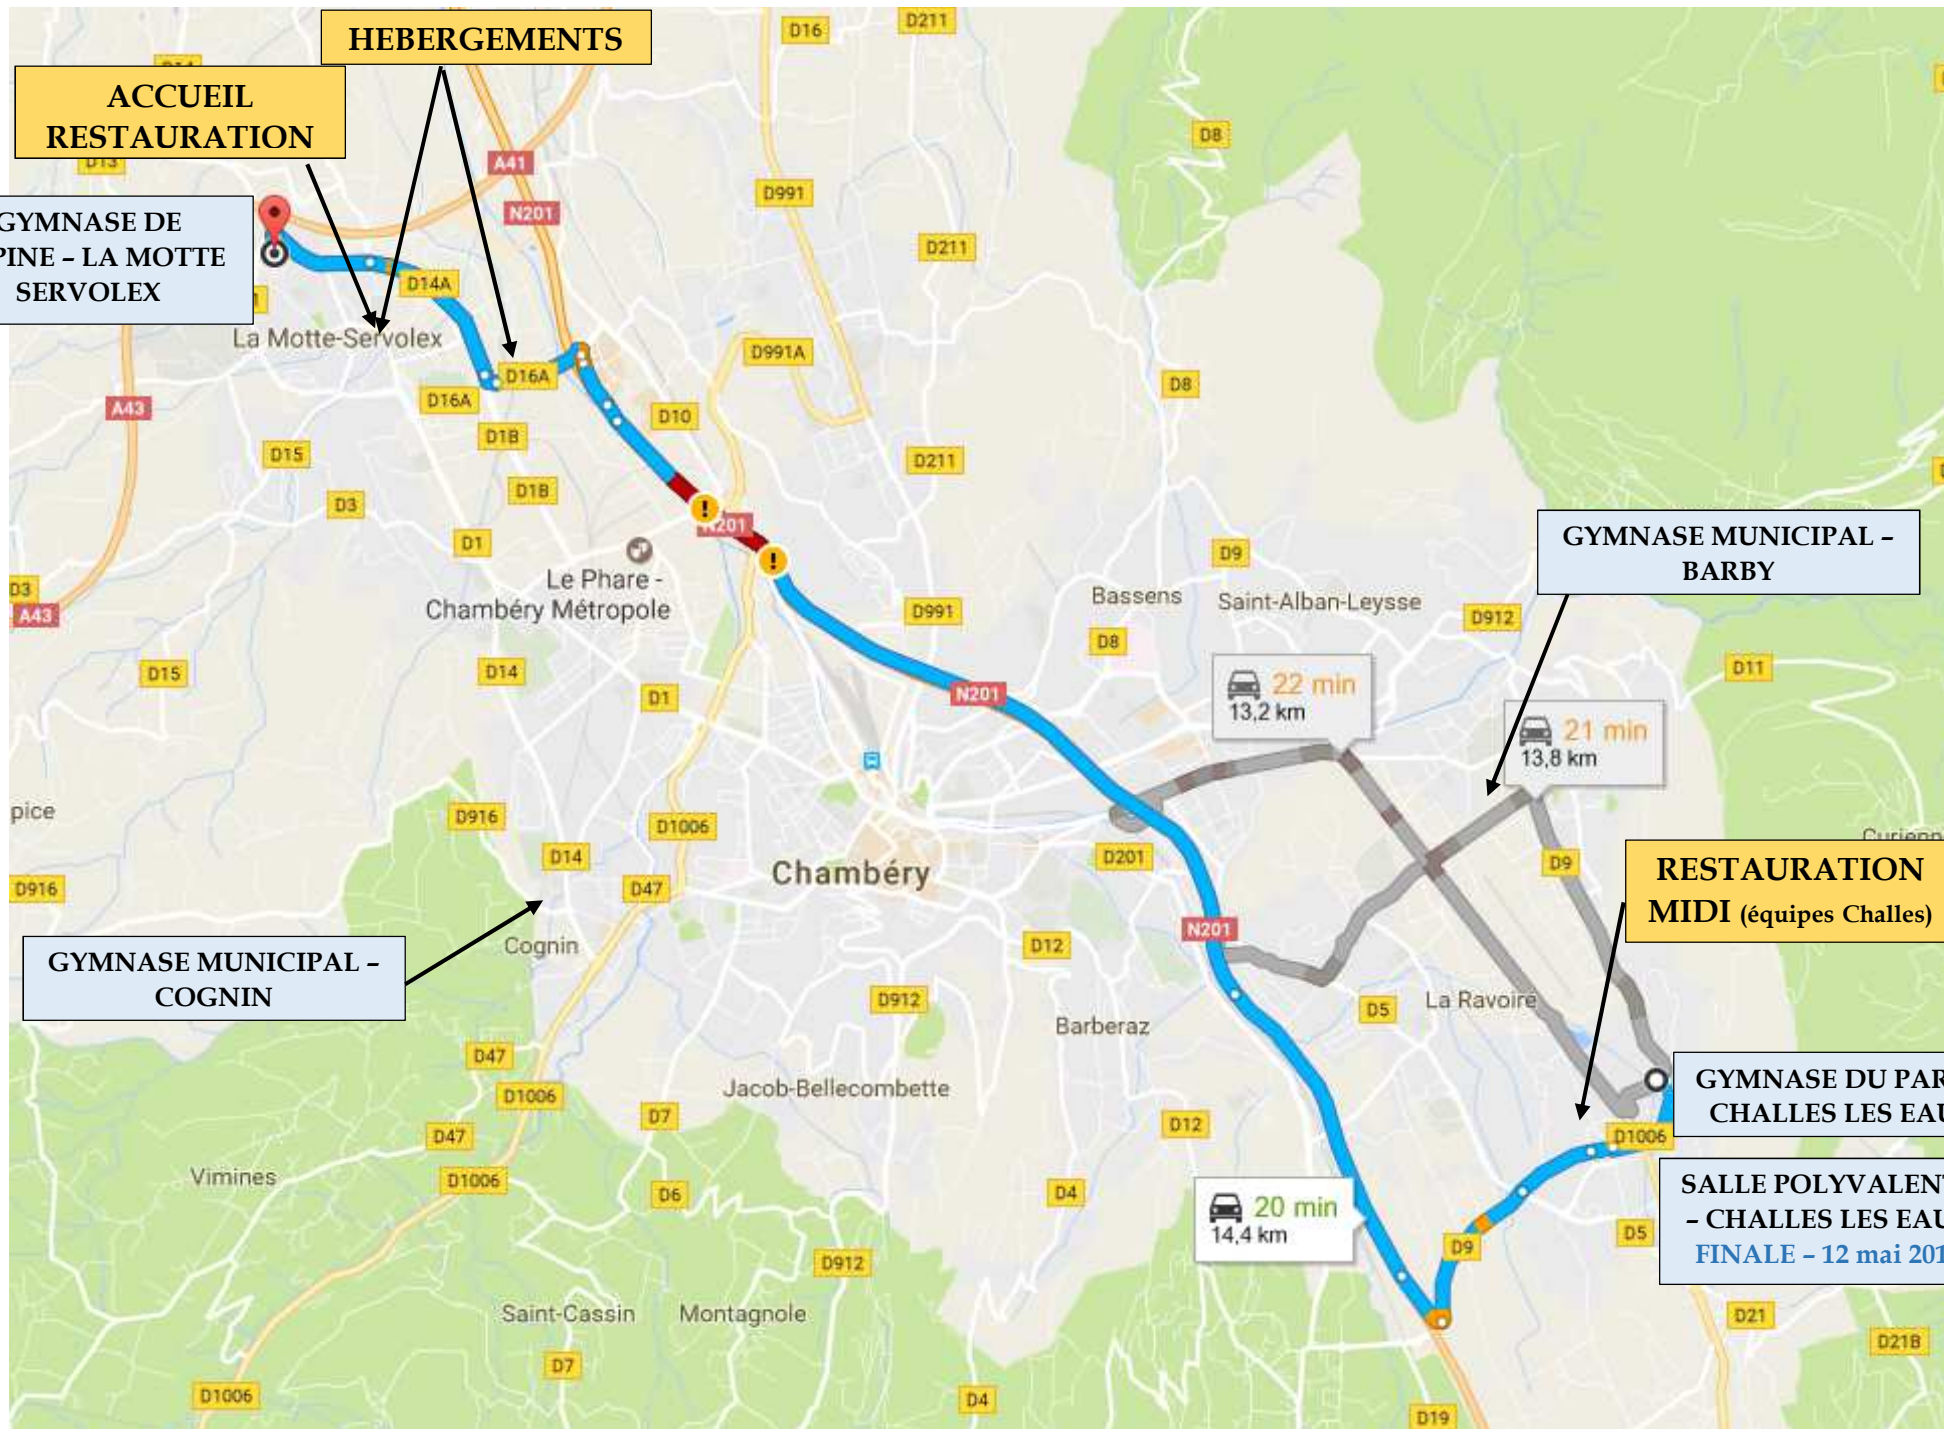 HEBERGEMENTS
ACCUEIL
RESTAURATION
GYMNASE DE
PINE – LA MOTTE
SERVOLEX
D16
D211
A41
N201
D13
D8
D991
D211
D14A
La Motte-Servolex
D16A
D991A
A43
D16A
D10
D8
D1B
D15
D211
D1B
D3
N201
D1
Le Phare -
Chambéry Métropole
D3
A43
D991
GYMNASE MUNICIPAL –
BARBY
D9
Bassens
Saint-Alban-Leysse
D912
D8
D15
D14
D1
N201
D11
22 min
13,2 km
21 min
13,8 km
pice
D916
D1006
D14
D201
D9
Chambéry
D916
D47
RESTAURATION
MIDI (équipes Challes)
GYMNASE MUNICIPAL –
COGNIN
Cognin
D12
N201
D912
D5
La Ravoire
Barberaz
D47
D1006
Jacob-Bellecombette
D7
D47
D12
D1006
GYMNASE DU PAR
CHALLES LES EAU
Vimines
D1006
D6
D4
20 min
14,4 km
D9
D5
SALLE POLYVALEN
– CHALLES LES EAU
FINALE – 12 mai 201
D912
Saint-Cassin
Montagnole
D21
D21B
D7
D1006
D4
D19